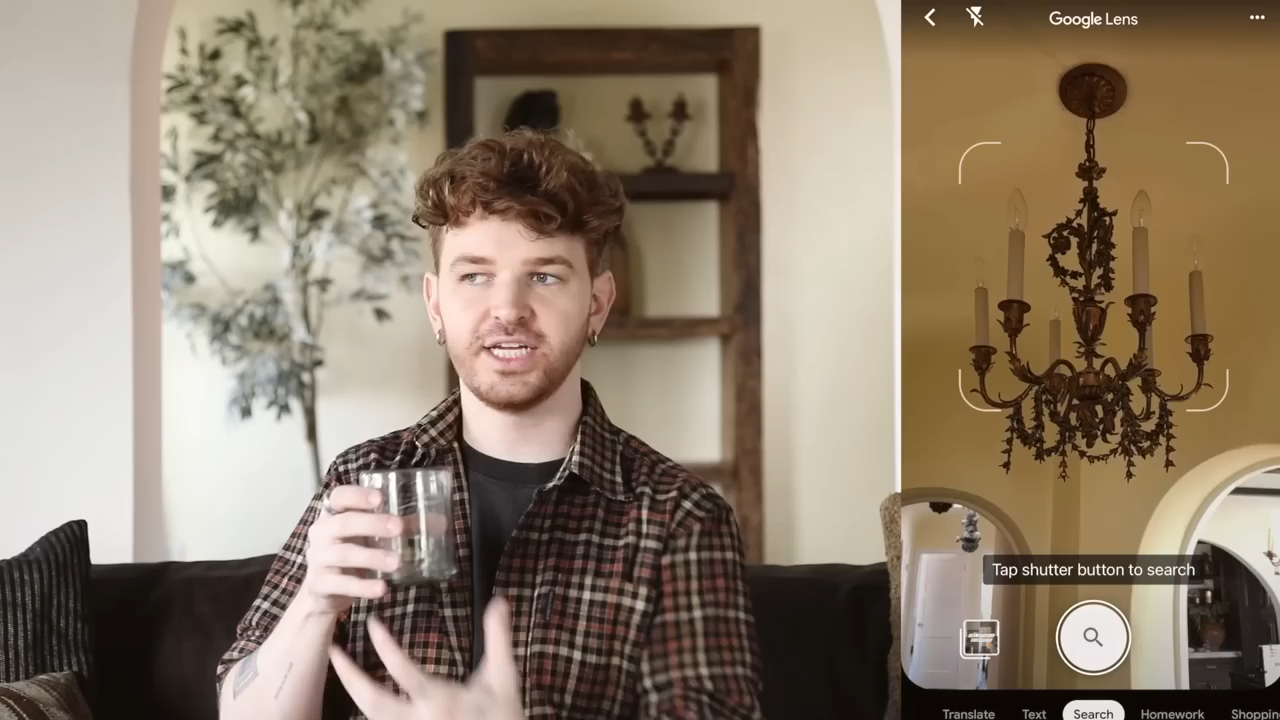 Google Lens
Tap shutter button to search
Translate Text Search Homework Shoppin